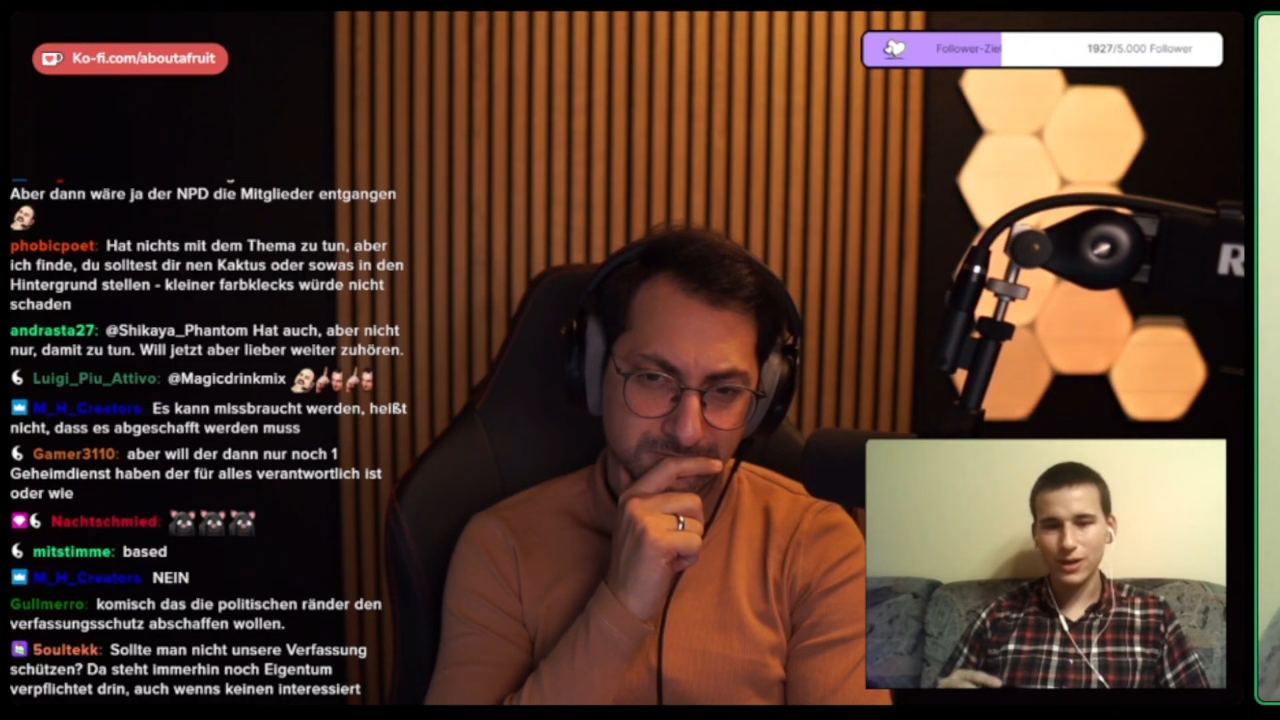 Ko-fi.com/aboutafruit
Follower-Ziel
1927/5.000 Follower
Aber dann wäre ja der NPD die Mitglieder entgangen
phobicpoet: Hat nichts mit dem Thema zu tun, aber
ich finde, du solltest dir nen Kaktus oder sowas in den
Hintergrund stellen - kleiner farbklecks würde nicht
schaden
andrasta27: @Shikaya_Phantom Hat auch, aber nicht
nur, damit zu tun. Will jetzt aber lieber weiter zuhören.
Luigi_Piu_Attivo: @Magicdrinkmix
M_H_Creators: Es kann missbraucht werden, heißt
nicht, dass es abgeschafft werden muss
Gamer3110: aber will der dann nur noch 1
Geheimdienst haben der für alles verantwortlich ist
oder wie
Nachtschmied:
mitstimme: based
M_H_Creators: NEIN
Gullmerro: komisch das die politischen ränder den
verfassungsschutz abschaffen wollen.
5oultekk: Sollte man nicht unsere Verfassung
schützen? Da steht immerhin noch Eigentum
verpflichtet drin, auch wenns keinen interessiert
R